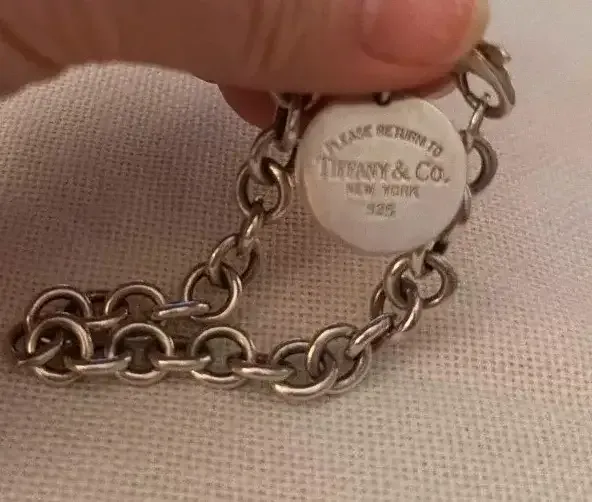 PLEASE RETURN TO
TIFFANY & CO.
NEW YORK
925